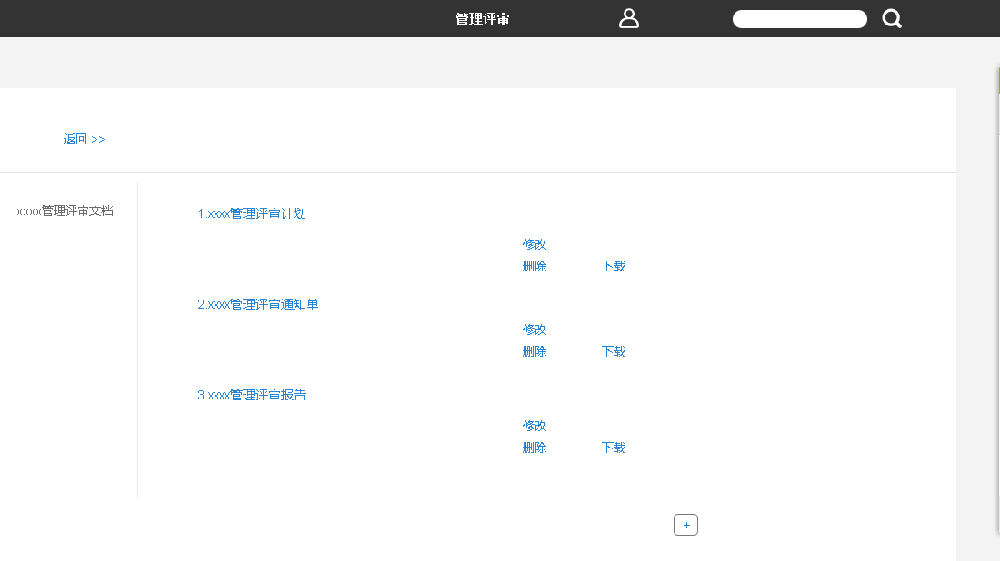 管理评审
返回 >>
xxxx管理评审文档
1.xxxx管理评审计划
修改
删除 下载
2.xxxx管理评审通知单
修改
删除 下载
3.xxxx管理评审报告
修改
删除 下载
+